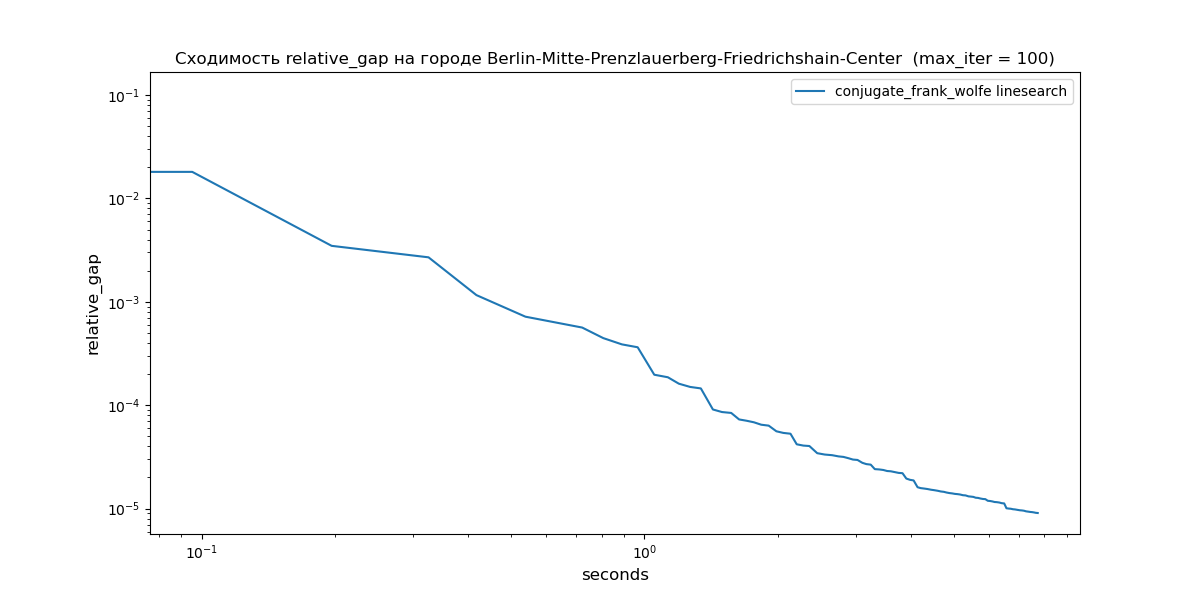 Сходимость relative_gap на городе Berlin-Mitte-Prenzlauerberg-Friedrichshain-Center (max_iter = 100)
conjugate_frank_wolfe linesearch
10⁻¹
10⁻²
10⁻³
10⁻⁴
10⁻⁵
relative_gap
10⁻¹
10⁰
seconds